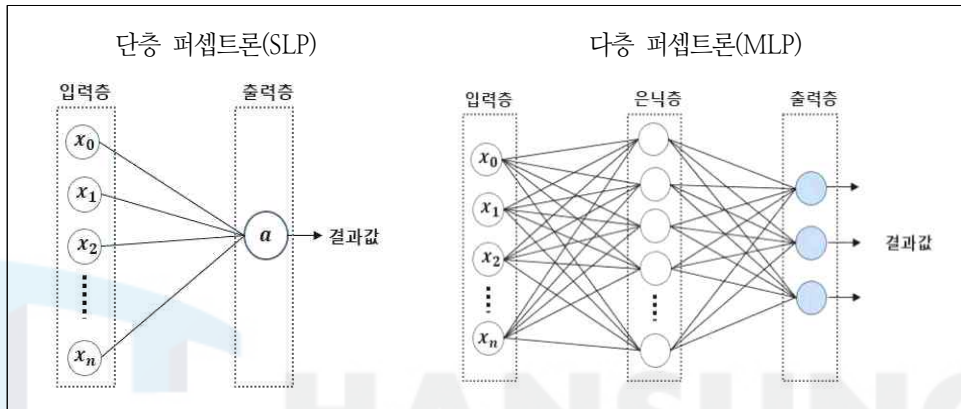 단층 퍼셉트론(SLP)
입력층 출력층
x₀
x₁
x₂
xₙ
a
결과값
다층 퍼셉트론(MLP)
입력층 은닉층 출력층
x₀
x₁
x₂
xₙ
결과값
HANSUNG